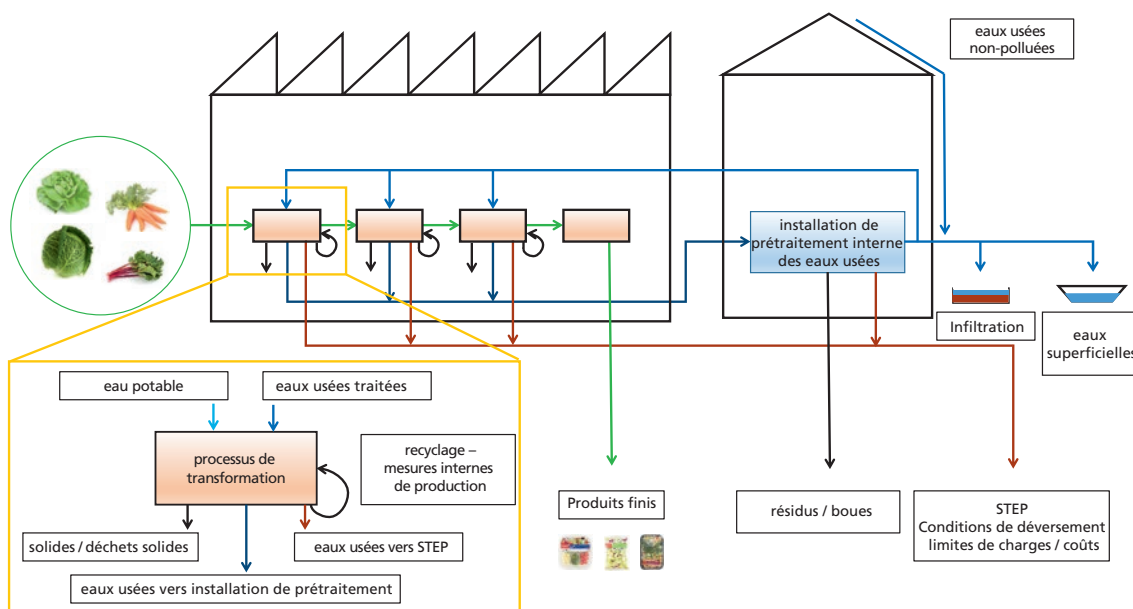 eaux usées
non-polluées
installation de
prétraitement interne
des eaux usées
Infiltration
eaux
superficielles
eau potable
eaux usées traitées
processus de
transformation
recyclage –
mesures internes
de production
solides / déchets solides
eaux usées vers STEP
eaux usées vers installation de prétraitement
Produits finis
résidus / boues
STEP
Conditions de déversement
limites de charges / coûts